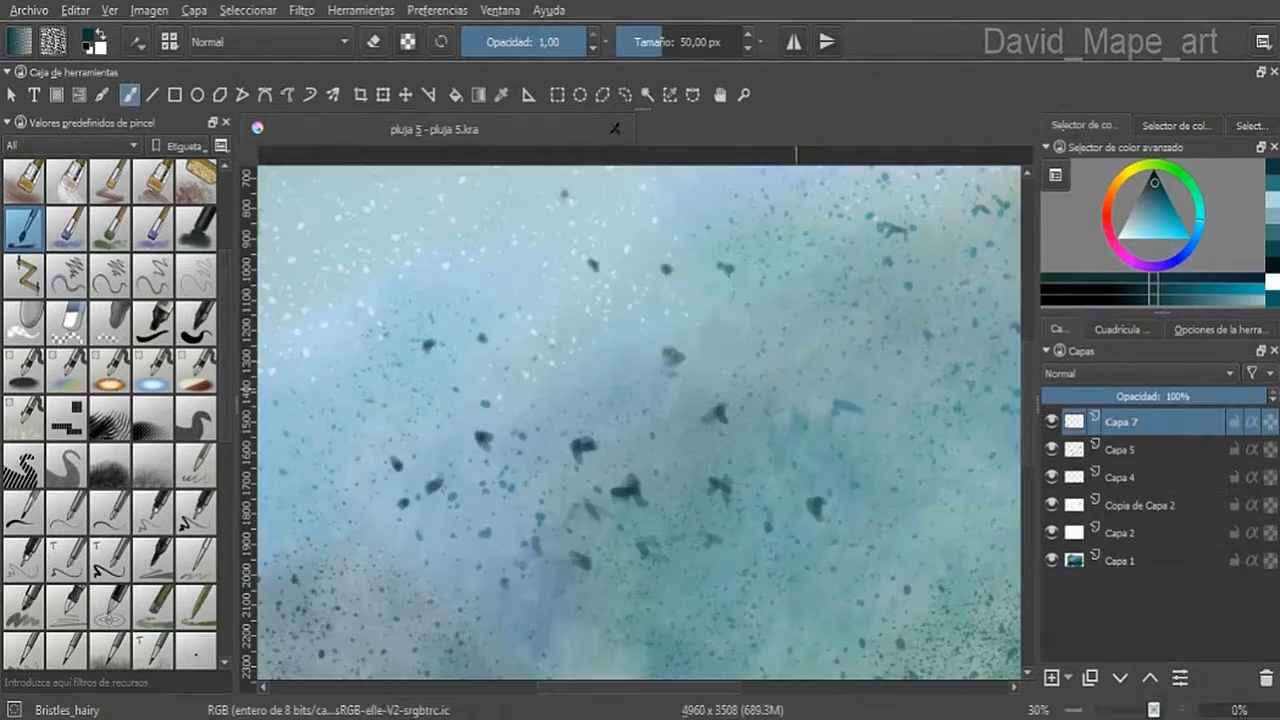 Archivo Editar Ver Imagen Capa Seleccionar Filtro Herramientas Preferencias Ventana Ayuda
Normal Opacidad: 1,00 Tamaño: 50,00 px David_Mape_art
Caja de herramientas
Valores predefinidos de pincel
All Etiqueta
pluja 5 - pluja 5.kra
Selector de co... Selector de col... Select...
Selector de color avanzado
700
800
900
1000
1100
1200
1300
1400
1500
1600
1700
1800
1900
2000
2100
2200
2300
Ca... Cuadrícula ... Opciones de la herra...
Capas
Normal
Opacidad: 100%
Capa 7
Capa 5
Capa 4
Copia de Capa 2
Capa 2
Capa 1
Introduzca aquí filtros de recursos
Bristles_hairy RGB (entero de 8 bits/ca...sRGB-elle-V2-srgbtrc.ic 4960 x 3508 (689.3M) 30% 0%